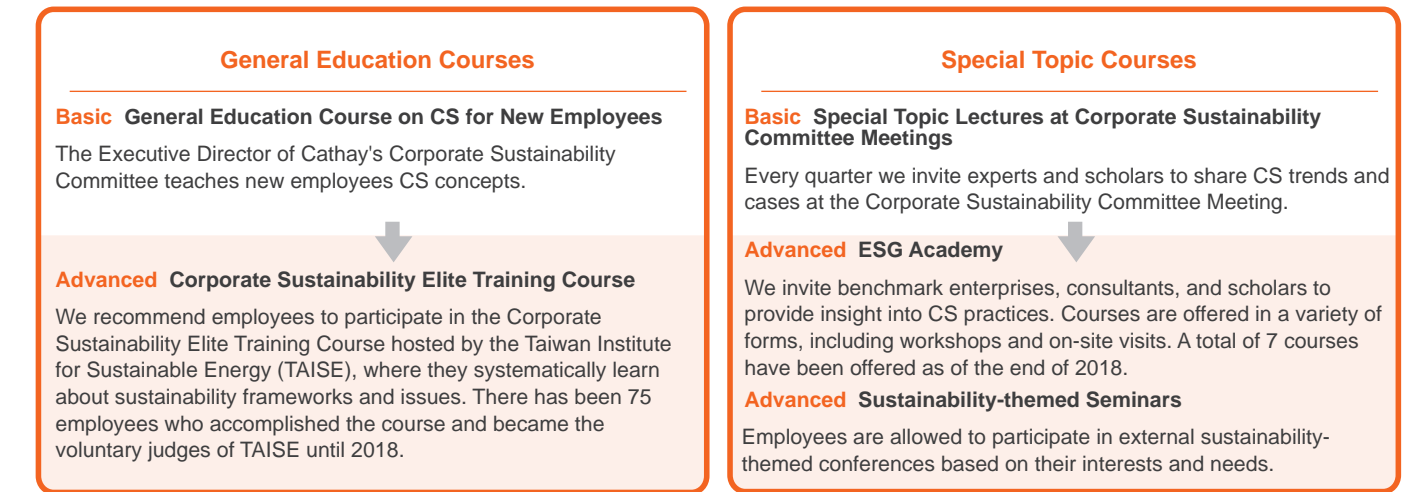 General Education Courses
Basic General Education Course on CS for New Employees
The Executive Director of Cathay's Corporate Sustainability
Committee teaches new employees CS concepts.
Advanced Corporate Sustainability Elite Training Course
We recommend employees to participate in the Corporate
Sustainability Elite Training Course hosted by the Taiwan Institute
for Sustainable Energy (TAISE), where they systematically learn
about sustainability frameworks and issues. There has been 75
employees who accomplished the course and became the
voluntary judges of TAISE until 2018.
Special Topic Courses
Basic Special Topic Lectures at Corporate Sustainability
Committee Meetings
Every quarter we invite experts and scholars to share CS trends and
cases at the Corporate Sustainability Committee Meeting.
Advanced ESG Academy
We invite benchmark enterprises, consultants, and scholars to
provide insight into CS practices. Courses are offered in a variety of
forms, including workshops and on-site visits. A total of 7 courses
have been offered as of the end of 2018.
Advanced Sustainability-themed Seminars
Employees are allowed to participate in external sustainability-
themed conferences based on their interests and needs.